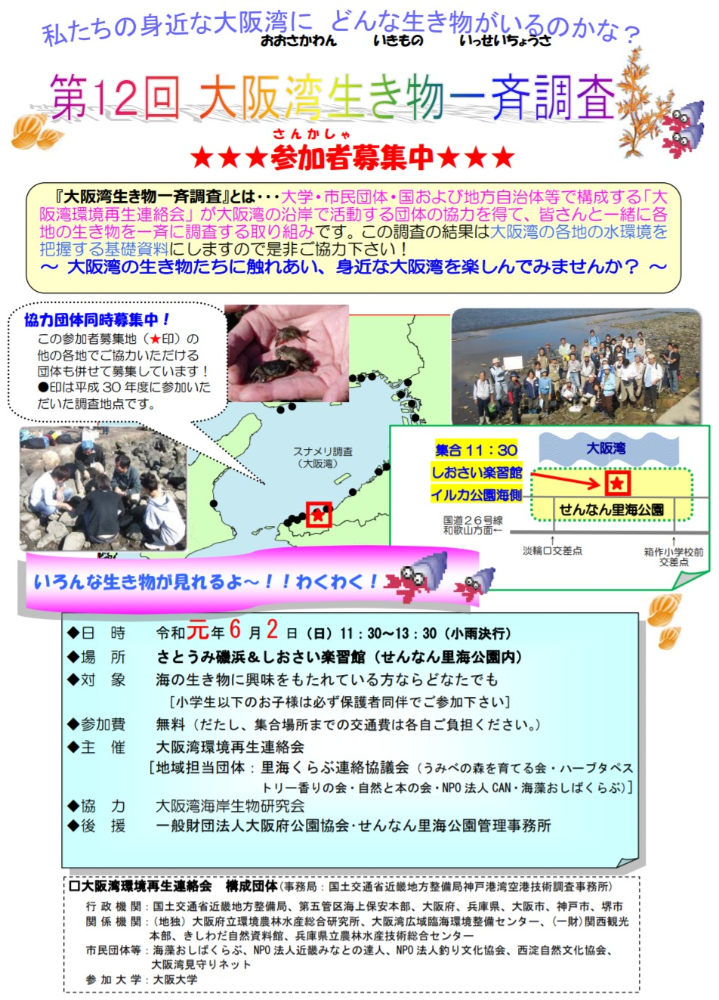 私たちの身近な大阪湾に どんな生き物がいるのかな？
おおさかわん いきもの いっせいちょうさ
第12回 大阪湾生き物一斉調査
さんかしゃ
★★★参加者募集中★★★
『大阪湾生き物一斉調査』とは・・・大学・市民団体・国および地方自治体等で構成する「大
阪湾環境再生連絡会」が大阪湾の沿岸で活動する団体の協力を得て、皆さんと一緒に各
地の生き物を一斉に調査する取り組みです。この調査の結果は大阪湾の各地の水環境を
把握する基礎資料にしますので是非ご協力下さい！
～ 大阪湾の生き物たちに触れあい、身近な大阪湾を楽しんでみませんか？ ～
協力団体同時募集中！
この参加者募集地（★印）の
他の各地でご協力いただける
団体も併せて募集しています！
●印は平成30年度に参加いた
だいた調査地点です。
スナメリ調査
（大阪湾）
集合11：30
しおさい楽習館
イルカ公園海側
大阪湾
★
せんなん里海公園
国道２６号線
和歌山方面←
淡輪口交差点
箱作小学校前
交差点
いろんな生き物が見れるよ～！！わくわく！
◆日 時 令和元年6月2日（日）11：30～13：30（小雨決行）
◆場 所 さとうみ磯浜＆しおさい楽習館（せんなん里海公園内）
◆対 象 海の生き物に興味をもたれている方ならどなたでも
［小学生以下のお子様は必ず保護者同伴でご参加下さい］
◆参加費 無料（だたし、集合場所までの交通費は各自ご負担ください。）
◆主 催 大阪湾環境再生連絡会
［地域担当団体：里海くらぶ連絡協議会（うみべの森を育てる会・ハーブタペス
トリー香りの会・自然と本の会・NPO法人CAN・海藻おしばくらぶ）］
◆協 力 大阪湾海岸生物研究会
◆後 援 一般財団法人大阪府公園協会・せんなん里海公園管理事務所
□大阪湾環境再生連絡会 構成団体（事務局：国土交通省近畿地方整備局神戸港湾空港技術調査事務所）
行政機関：国土交通省近畿地方整備局、第五管区海上保安本部、大阪府、兵庫県、大阪市、神戸市、堺市
関係機関：（地独）大阪府立環境農林水産総合研究所、大阪湾広域臨海環境整備センター、（一財）関西観光
本部、きしわだ自然資料館、兵庫県立農林水産技術総合センター
市民団体等：海藻おしばくらぶ、NPO法人近畿みなとの達人、NPO法人釣り文化協会、西淀自然文化協会、
大阪湾見守りネット
参加大学：大阪大学